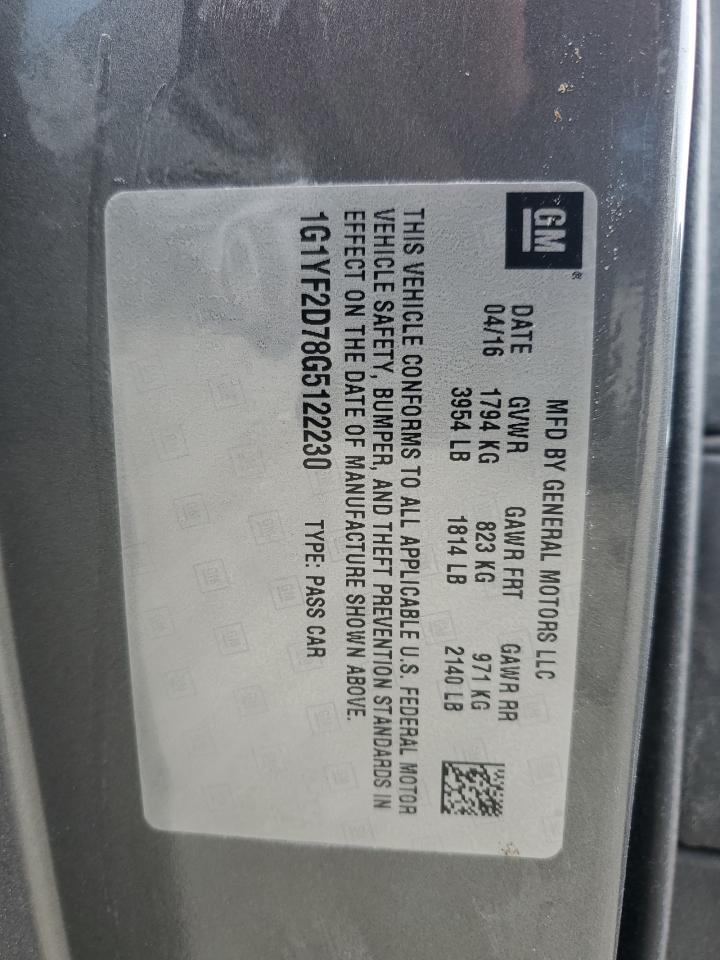 GM
®
MFD BY GENERAL MOTORS LLC
DATE GVWR GAWR FRT GAWR RR
04/16 1794 KG 823 KG 971 KG
3954 LB 1814 LB 2140 LB
THIS VEHICLE CONFORMS TO ALL APPLICABLE U.S. FEDERAL MOTOR
VEHICLE SAFETY, BUMPER, AND THEFT PREVENTION STANDARDS IN
EFFECT ON THE DATE OF MANUFACTURE SHOWN ABOVE.
1G1YF2D78G5122230 TYPE: PASS CAR